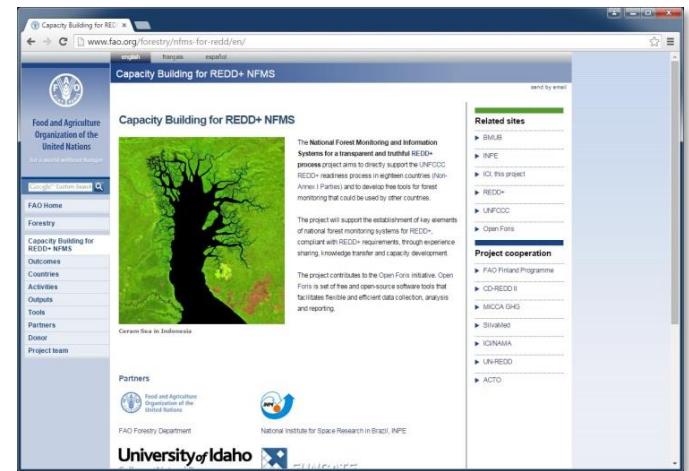 Capacity Building for RED
www.fao.org/forestry/nfms-for-redd/en/
english français español
Capacity Building for REDD+ NFMS
send by email
Food and Agriculture
Organization of the
United Nations
for a world without hunger
Google Custom Search
FAO Home
Forestry
Capacity Building for
REDD+ NFMS
Outcomes
Countries
Activities
Outputs
Tools
Partners
Donor
Project team
Capacity Building for REDD+ NFMS
The National Forest Monitoring and Information
Systems for a transparent and truthful REDD+
process project aims to directly support the UNFCCC
REDD+ readiness process in eighteen countries (Non-
Annex I Parties) and to develop free tools for forest
monitoring that could be used by other countries.
The project will support the establishment of key elements
of national forest monitoring systems for REDD+,
compliant with REDD+ requirements, through experience
sharing, knowledge transfer and capacity development.
The project contributes to the Open Foris initiative. Open
Foris is set of free and open-source software tools that
facilitates flexible and efficient data collection, analysis
and reporting.
Ceram Sea in Indonesia
Partners
Food and Agriculture
Organization of the
United Nations
FAO Forestry Department
INPE
National Institute for Space Research in Brazil, INPE
University of Idaho
Related sites
BMUB
INPE
ICI, this project
REDD+
UNFCCC
Open Foris
Project cooperation
FAO Finland Programme
CD-REDD II
MICCA GHG
SilvaMed
ICI/NAMA
UN-REDD
ACTO